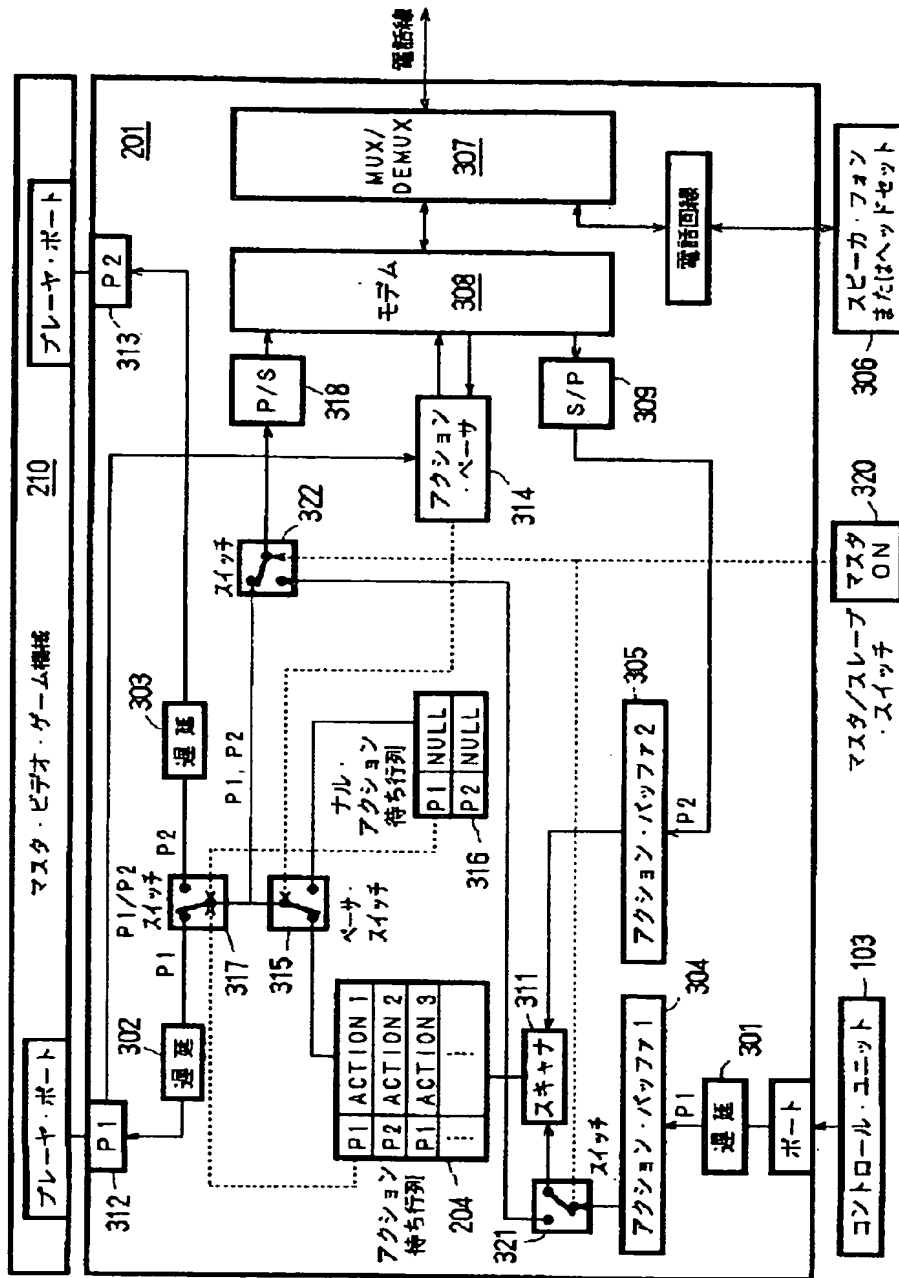 マスタ・ビデオ・ゲーム機械
210
プレーヤ・ポート
プレーヤ・ポート
P1
312
P2
313
201
遅延
302
P1
P1/P2
スイッチ
317
P2
遅延
303
P1, P2
315
ペーサ・
スイッチ
ナル・
アクション
待ち行列
P1 NULL
P2 NULL
316
スイッチ
322
P/S
318
アクション
・ペーサ
314
S/P
309
モデム
308
MUX/
DEMUX
307
電話線
電話回線
スピーカ・フォン
またはヘッドセット
306
アクション
待ち行列
204
P1 ACTION 1
P2 ACTION 2
P1 ACTION 3
スキャナ
311
スイッチ
321
アクション・バッファ1
304
アクション・バッファ2
305
P2
P1
遅延
301
ポート
コントロール・ユニット
103
マスタ/スレーブ
・スイッチ
マスタ
ON
320